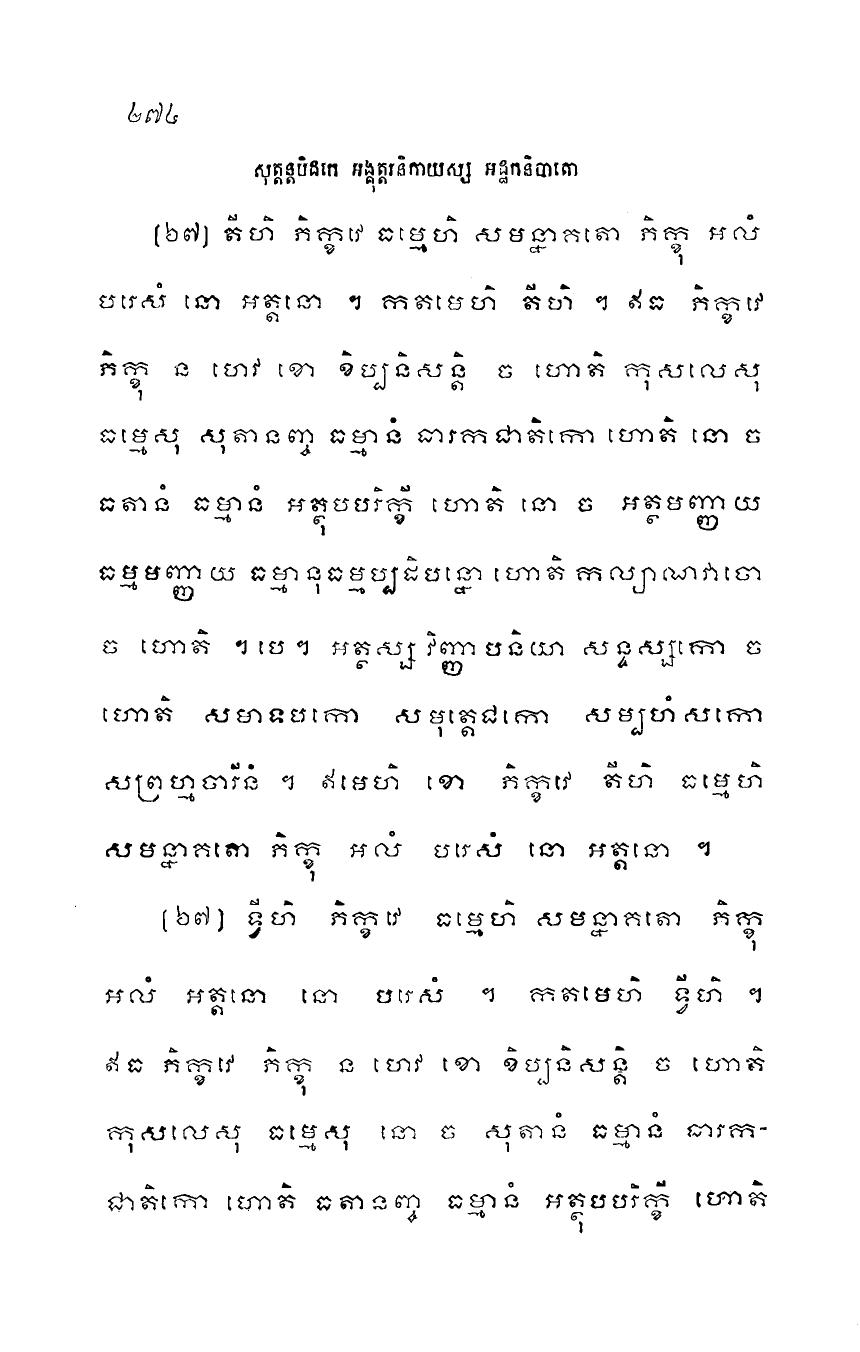 ២៧៤
សុត្តន្តបិដកេ អង្គុត្តរនិកាយស្ស អដ្ឋកនិបាតោ
(២៧) តីហិ ភិក្ខវេ ធម្មេហិ សមន្នាគតោ ភិក្ខុ អលំ
បរេសំ នោ អត្តនោ ។ កតមេហិ តីហិ ។ ឥធ ភិក្ខវេ
ភិក្ខុ ន ហេវ ខោ ខិប្បនិសន្តិ ច ហោតិ កុសលេសុ
ធម្មេសុ សុតានញ្ច ធម្មានំ ធារកជាតិកោ ហោតិ នោ ច
ធតានំ ធម្មានំ អត្ថុបបរិក្ខី ហោតិ នោ ច អត្ថមញ្ញាយ
ធម្មមញ្ញាយ ធម្មានុធម្មប្បដិបន្នោ ហោតិ កល្យាណវាចោ
ច ហោតិ ។ បេ ។ អត្ថស្ស វិញ្ញាបនិយា សន្ទស្សកោ ច
ហោតិ សមាទបកោ សមុត្តេជកោ សម្បហំសកោ
សព្រហ្មចារីនំ ។ ឥមេហិ ខោ ភិក្ខវេ តីហិ ធម្មេហិ
សមន្នាគតោ ភិក្ខុ អលំ បរេសំ នោ អត្តនោ ។
(២៧) ទ្វីហិ ភិក្ខវេ ធម្មេហិ សមន្នាគតោ ភិក្ខុ
អលំ អត្តនោ នោ បរេសំ ។ កតមេហិ ទ្វីហិ ។
ឥធ ភិក្ខវេ ភិក្ខុ ន ហេវ ខោ ខិប្បនិសន្តិ ច ហោតិ
កុសលេសុ ធម្មេសុ នោ ច សុតានំ ធម្មានំ ធារក-
ជាតិកោ ហោតិ ធតានញ្ច ធម្មានំ អត្ថុបបរិក្ខី ហោតិ